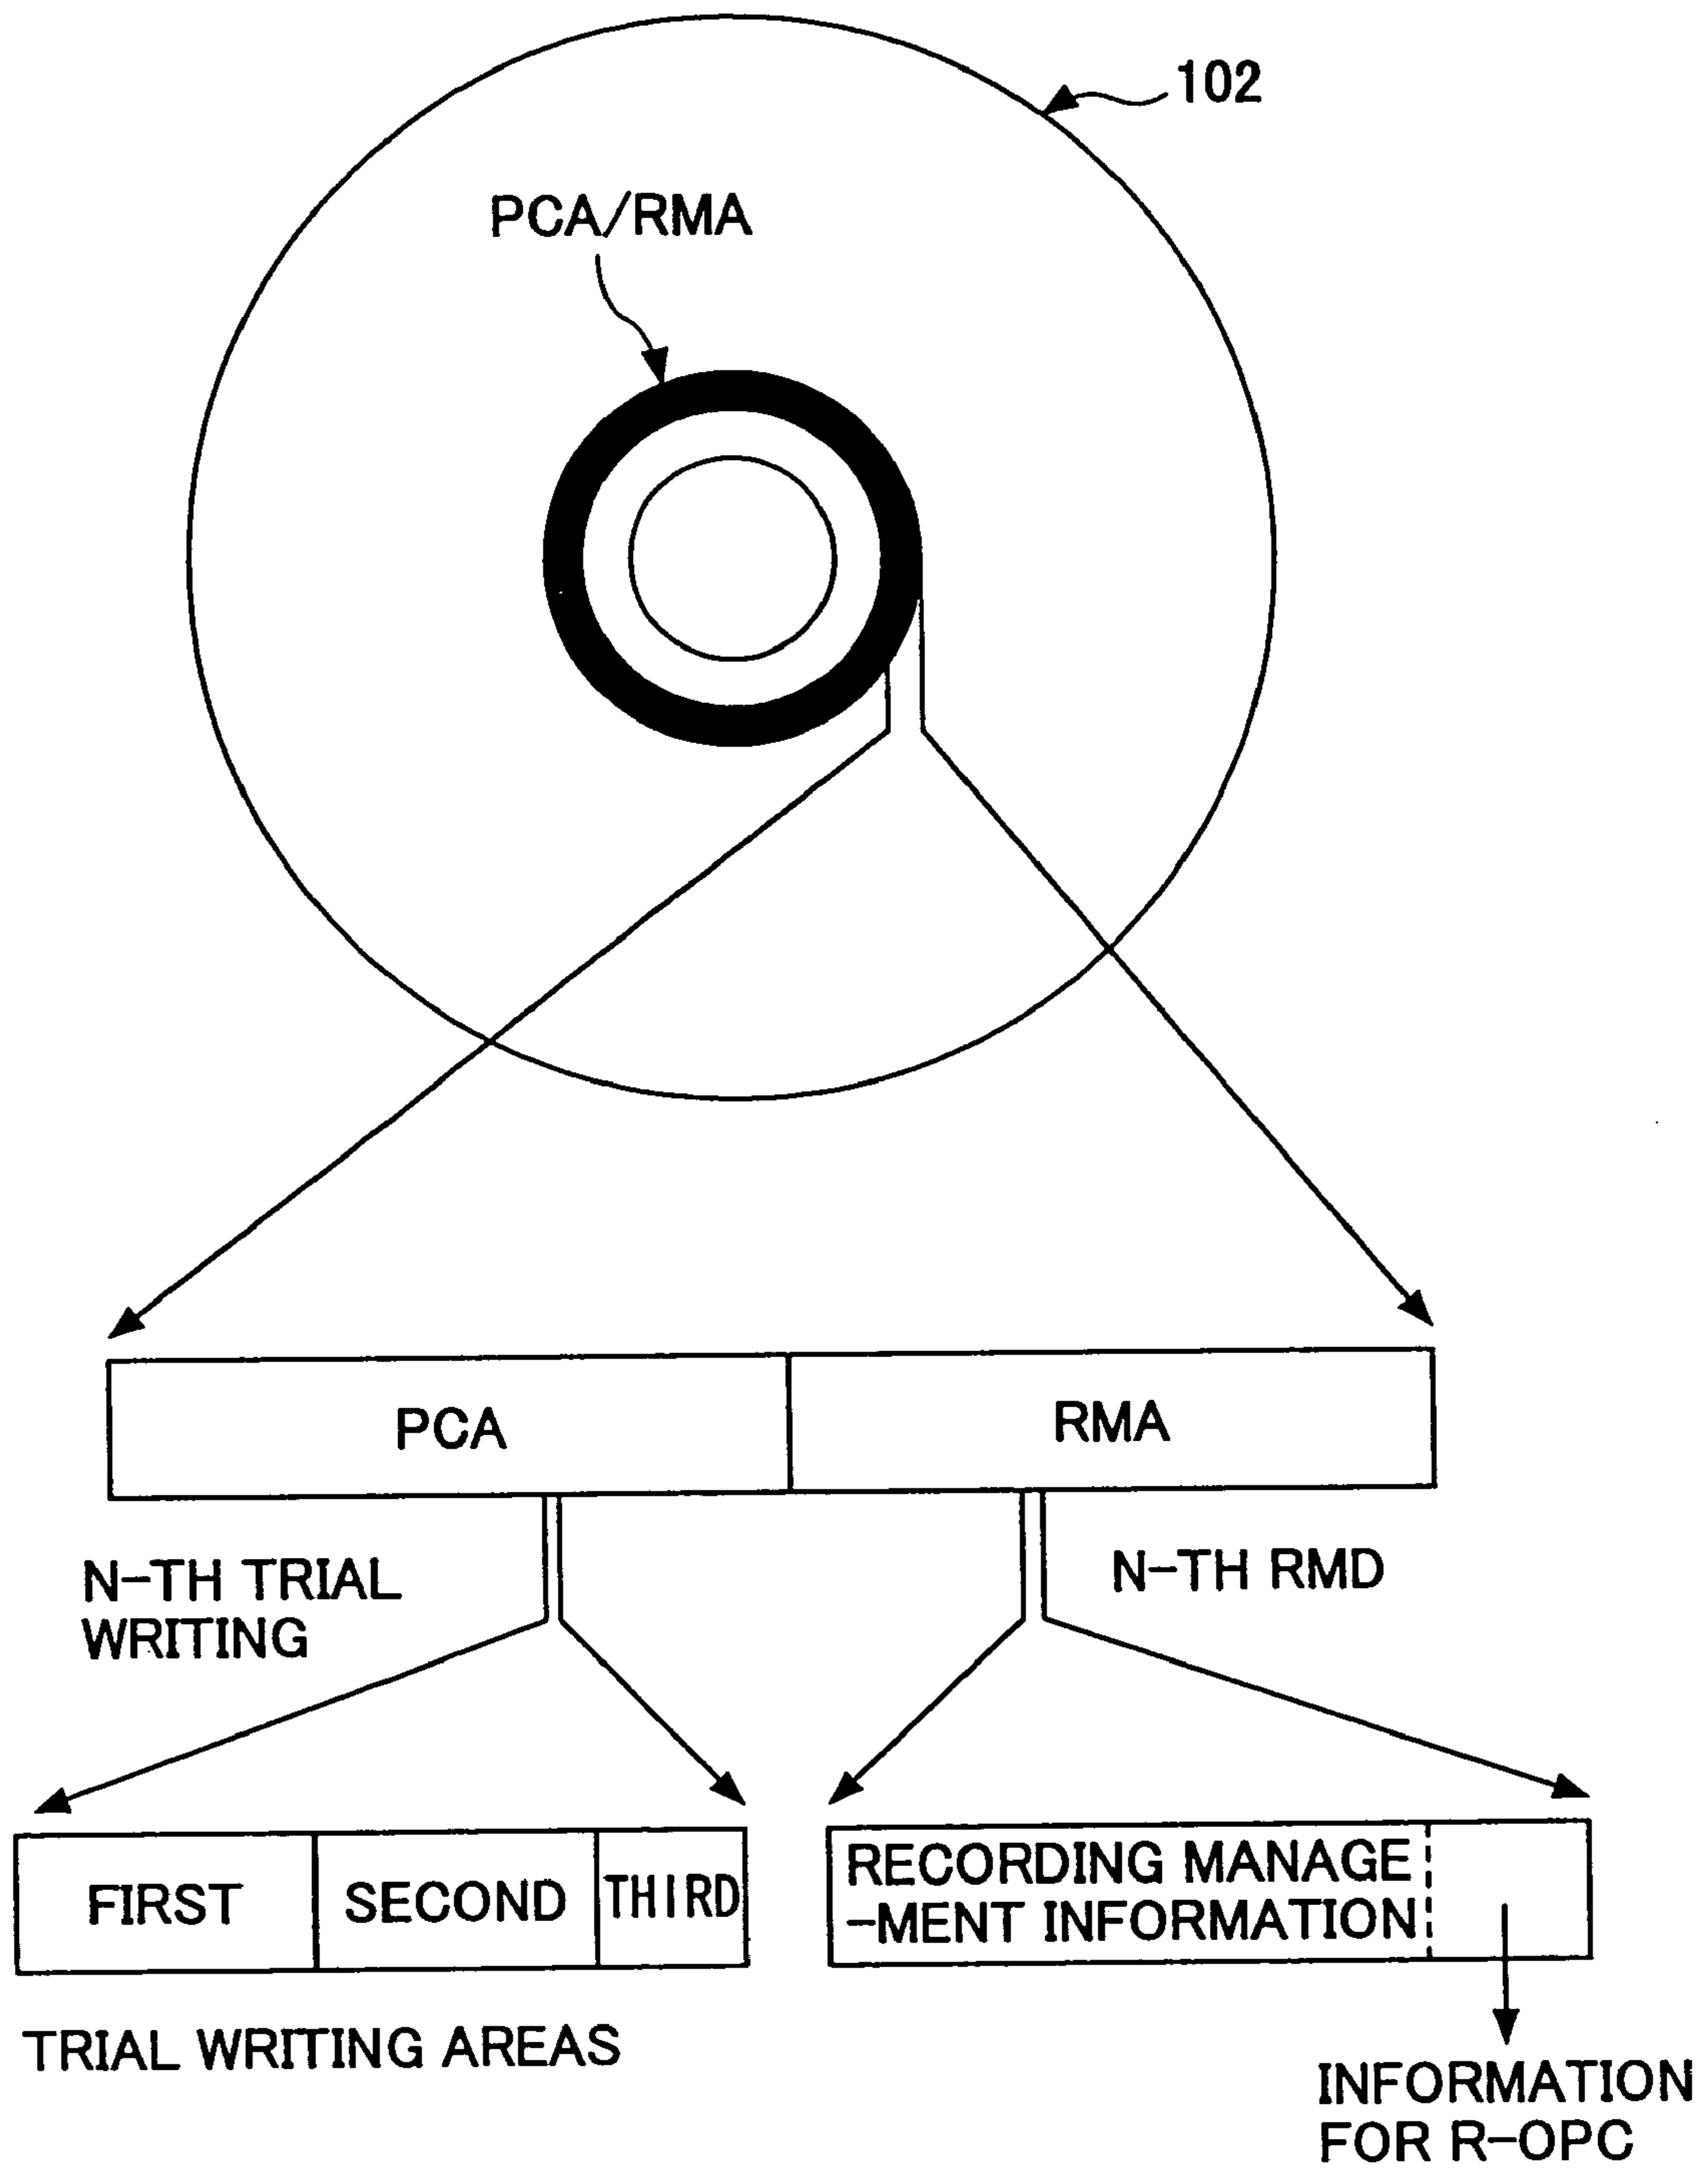 102
PCA/RMA
PCA
RMA
N-TH TRIAL
WRITING
N-TH RMD
FIRST
SECOND
THIRD
RECORDING MANAGE
-MENT INFORMATION
TRIAL WRITING AREAS
INFORMATION
FOR R-OPC